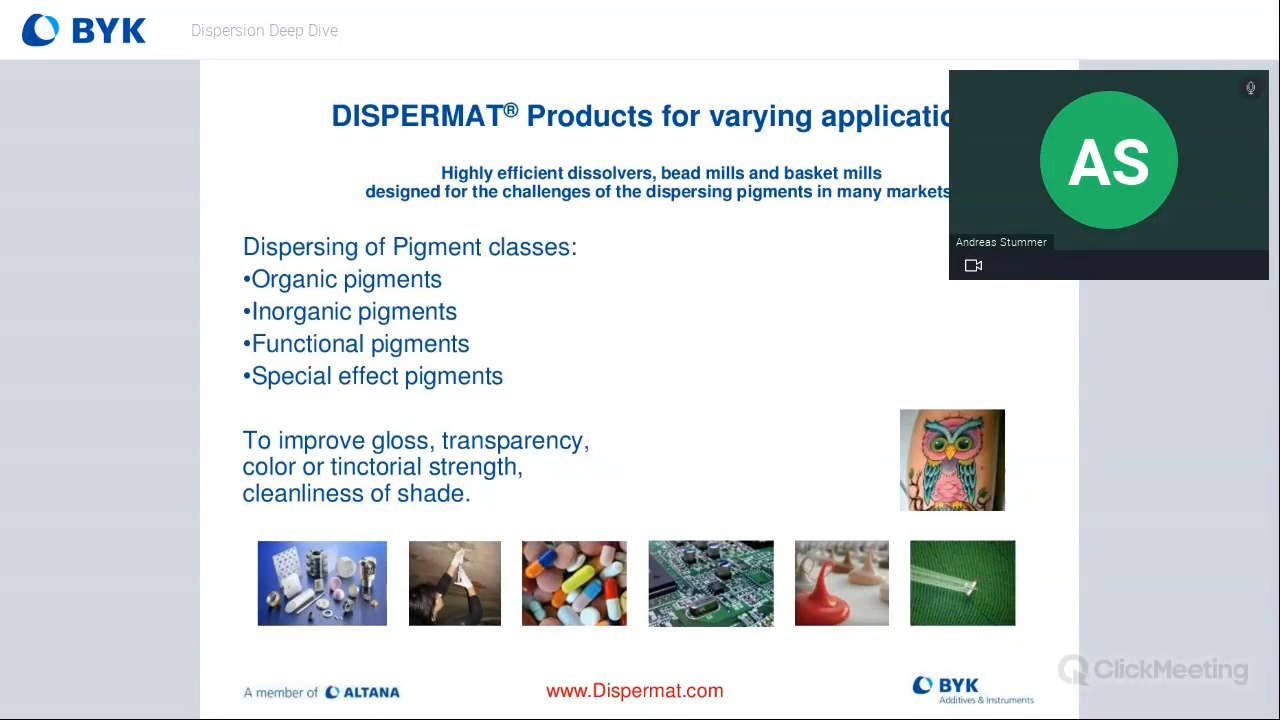 BYK
Dispersion Deep Dive
DISPERMAT® Products for varying applicatio
Highly efficient dissolvers, bead mills and basket mills
designed for the challenges of the dispersing pigments in many markets
AS
Andreas Stummer
Dispersing of Pigment classes:
•Organic pigments
•Inorganic pigments
•Functional pigments
•Special effect pigments
To improve gloss, transparency,
color or tinctorial strength,
cleanliness of shade.
ClickMeeting
A member of ALTANA
www.Dispermat.com
BYK
Additives & Instruments